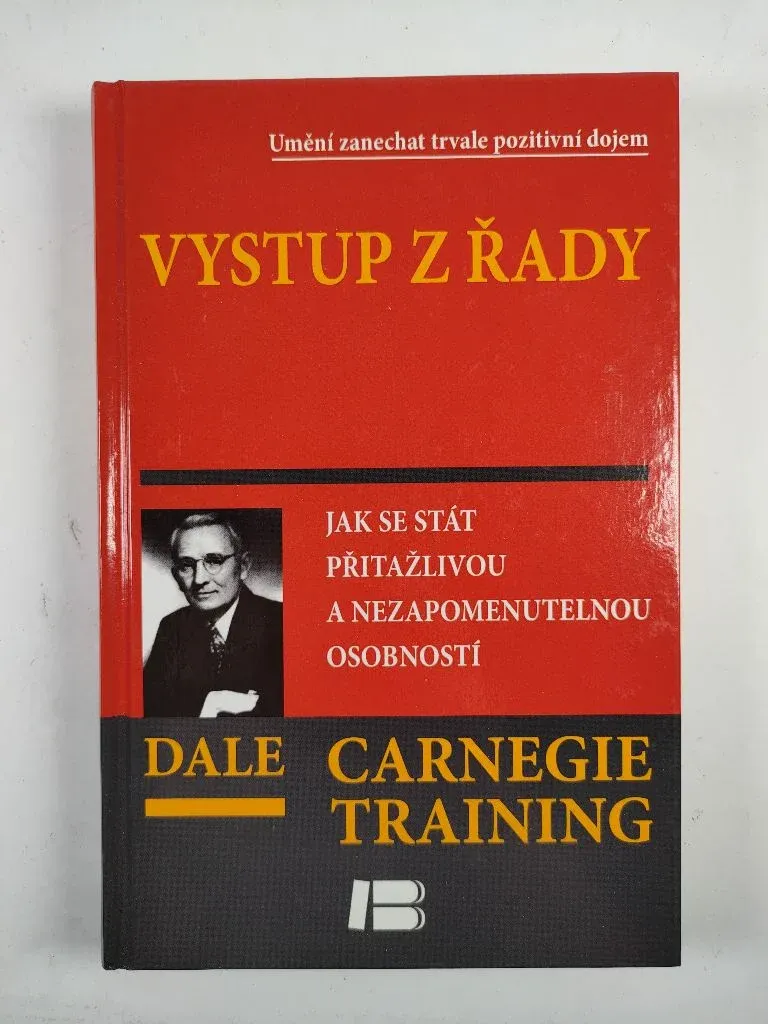 Umění zanechat trvale pozitivní dojem
VYSTUP Z ŘADY
JAK SE STÁT
PŘITAŽLIVOU
A NEZAPOMENUTELNOU
OSOBNOSTÍ
DALE CARNEGIE
TRAINING
B